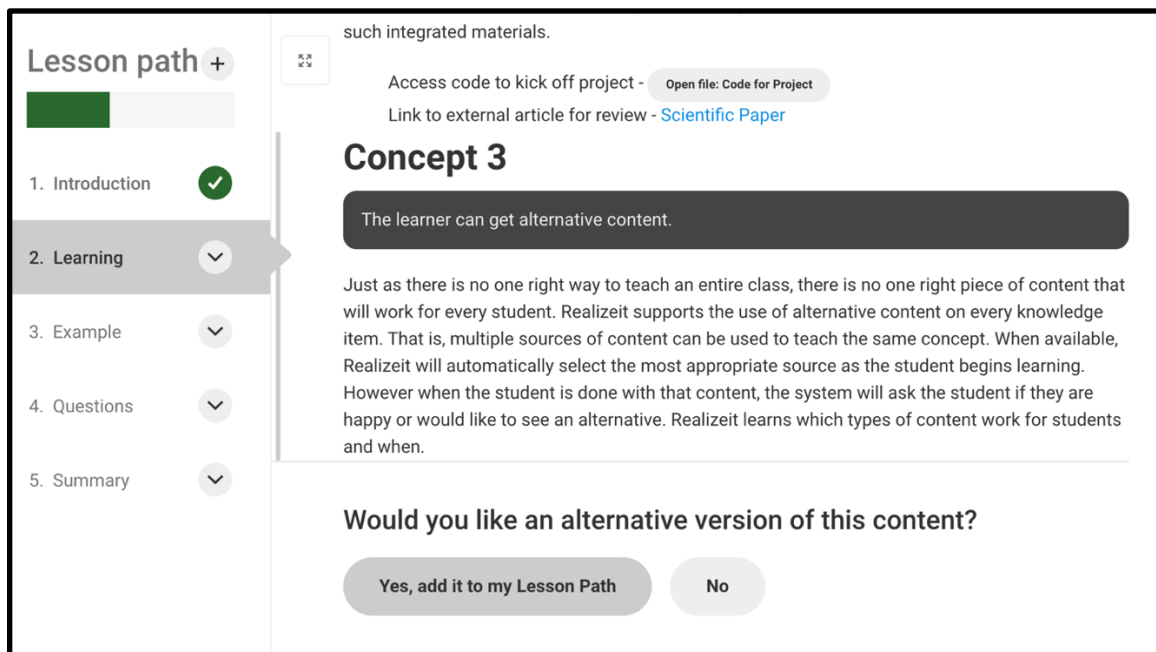 Lesson path +
1. Introduction
2. Learning
3. Example
4. Questions
5. Summary
such integrated materials.
Access code to kick off project - Open file: Code for Project
Link to external article for review - Scientific Paper
Concept 3
The learner can get alternative content.
Just as there is no one right way to teach an entire class, there is no one right piece of content that
will work for every student. Realizeit supports the use of alternative content on every knowledge
item. That is, multiple sources of content can be used to teach the same concept. When available,
Realizeit will automatically select the most appropriate source as the student begins learning.
However when the student is done with that content, the system will ask the student if they are
happy or would like to see an alternative. Realizeit learns which types of content work for students
and when.
Would you like an alternative version of this content?
Yes, add it to my Lesson Path
No